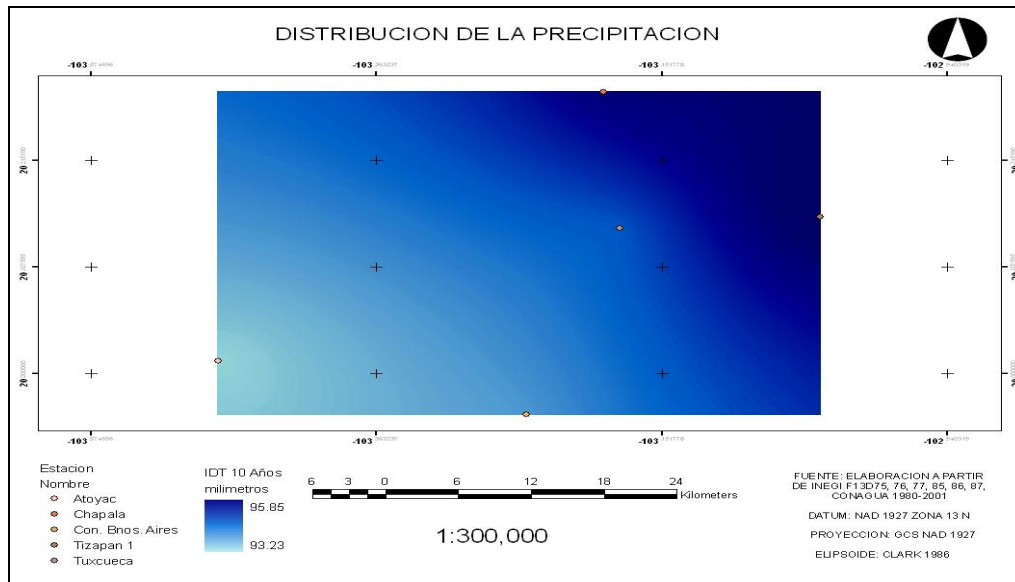 DISTRIBUCION DE LA PRECIPITACION
-103 -103 -103 -102
20 20
20 20
20 20
-103 -103 -103 -102
Estacion
Nombre
Atoyac
Chapala
Con. Bnos. Aires
Tizapan 1
Tuxcueca
IDT 10 Años
milimetros
95.85
93.23
6 3 0 6 12 18 24
Kilometers
1:300,000
FUENTE: ELABORACION A PARTIR
DE INEGI F13D75, 76, 77, 85, 86, 87,
CONAGUA 1980-2001
DATUM: NAD 1927 ZONA 13 N
PROYECCION: GCS NAD 1927
ELIPSOIDE: CLARK 1986